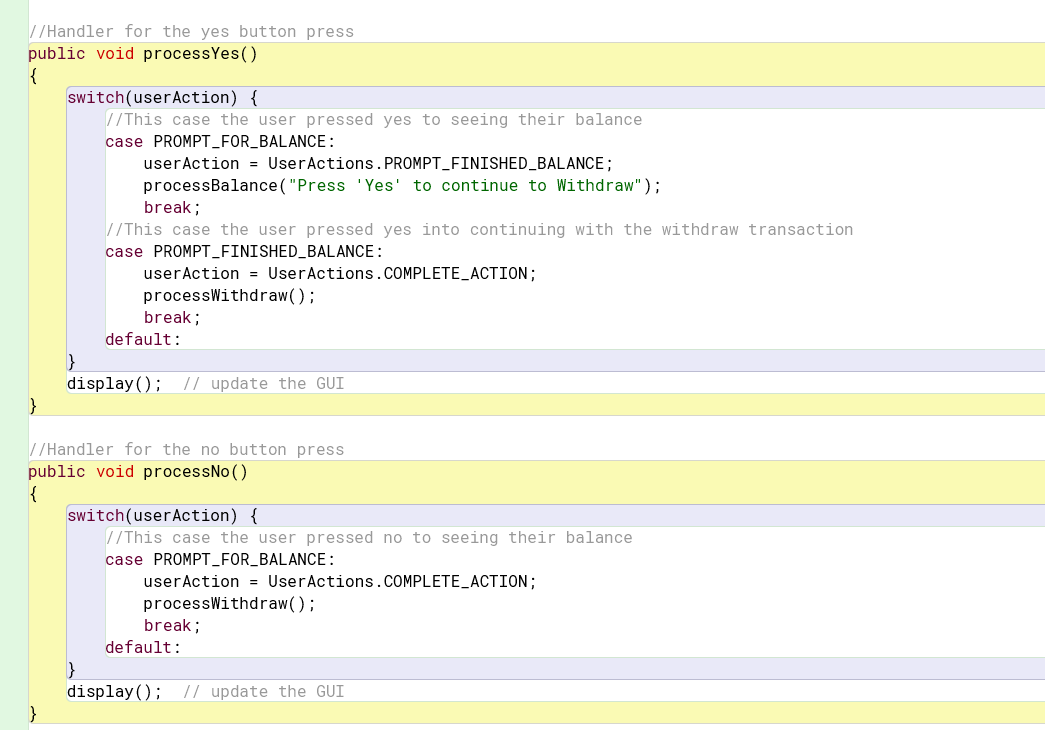 //Handler for the yes button press
public void processYes()
{
    switch(userAction) {
        //This case the user pressed yes to seeing their balance
        case PROMPT_FOR_BALANCE:
            userAction = UserActions.PROMPT_FINISHED_BALANCE;
            processBalance("Press 'Yes' to continue to Withdraw");
            break;
        //This case the user pressed yes into continuing with the withdraw transaction
        case PROMPT_FINISHED_BALANCE:
            userAction = UserActions.COMPLETE_ACTION;
            processWithdraw();
            break;
        default:
    }
    display();  // update the GUI
}

//Handler for the no button press
public void processNo()
{
    switch(userAction) {
        //This case the user pressed no to seeing their balance
        case PROMPT_FOR_BALANCE:
            userAction = UserActions.COMPLETE_ACTION;
            processWithdraw();
            break;
        default:
    }
    display();  // update the GUI
}